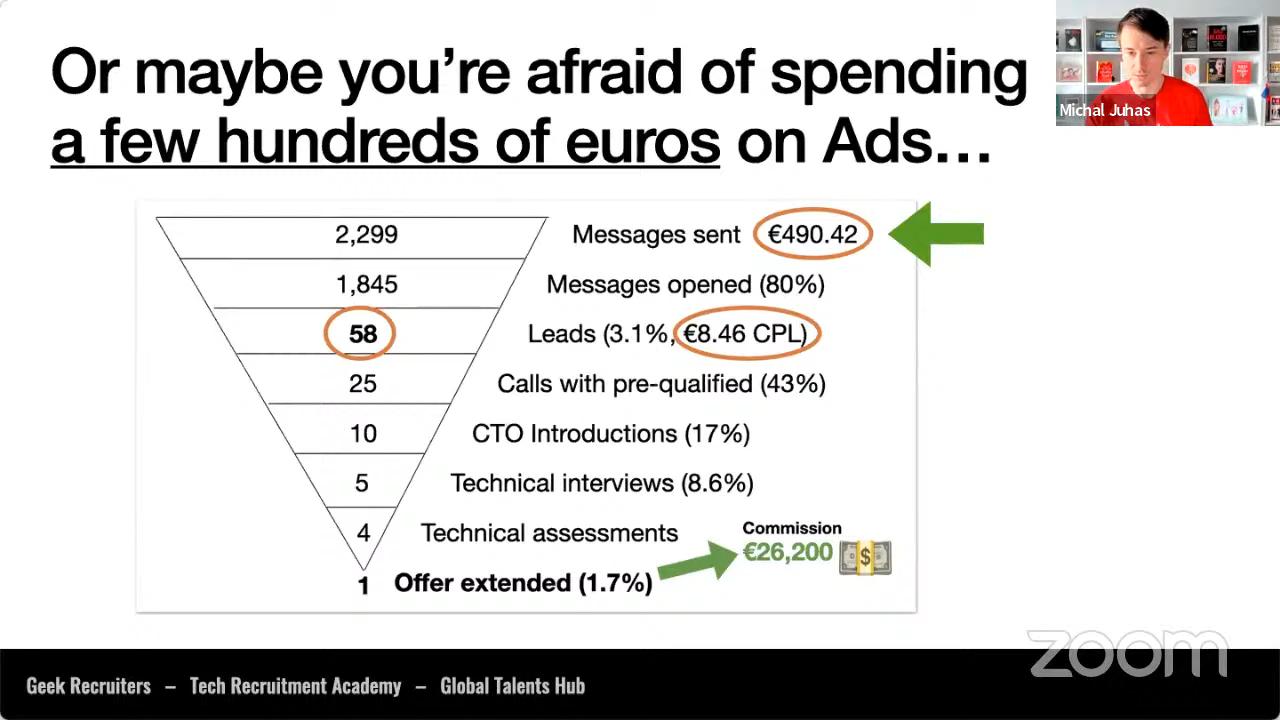 Or maybe you’re afraid of spending
a few hundreds of euros on Ads…
Michal Juhas
2,299 Messages sent €490.42
1,845 Messages opened (80%)
58 Leads (3.1%, €8.46 CPL)
25 Calls with pre-qualified (43%)
10 CTO Introductions (17%)
5 Technical interviews (8.6%)
4 Technical assessments
Commission
€26,200
1 Offer extended (1.7%)
zoom
Geek Recruiters – Tech Recruitment Academy – Global Talents Hub